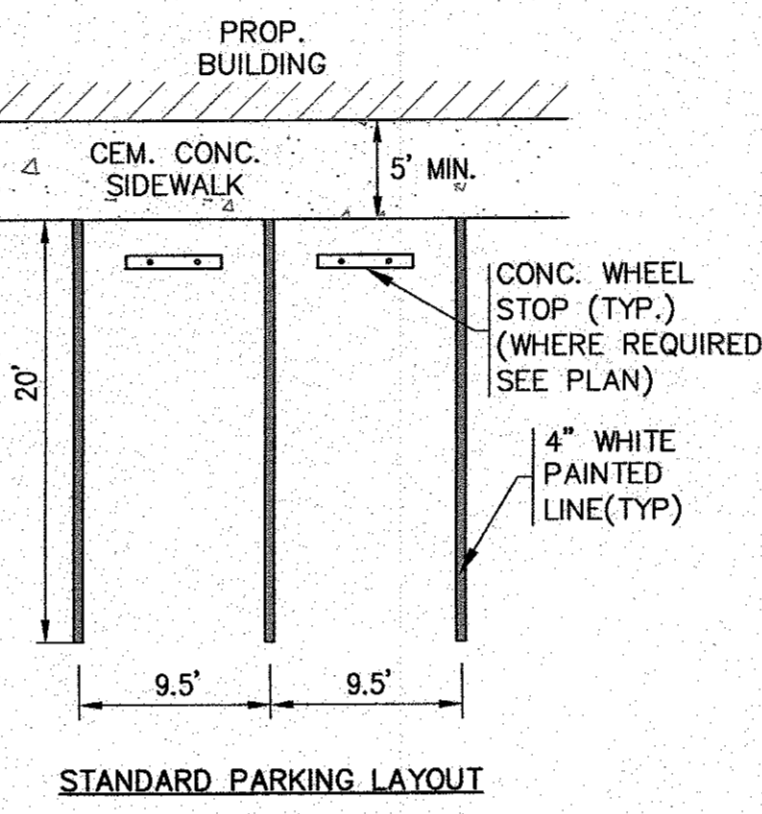 PROP.
BUILDING
CEM. CONC.
SIDEWALK
5' MIN.
20'
CONC. WHEEL
STOP (TYP.)
(WHERE REQUIRED
SEE PLAN)
4" WHITE
PAINTED
LINE(TYP)
9.5'
9.5'
STANDARD PARKING LAYOUT